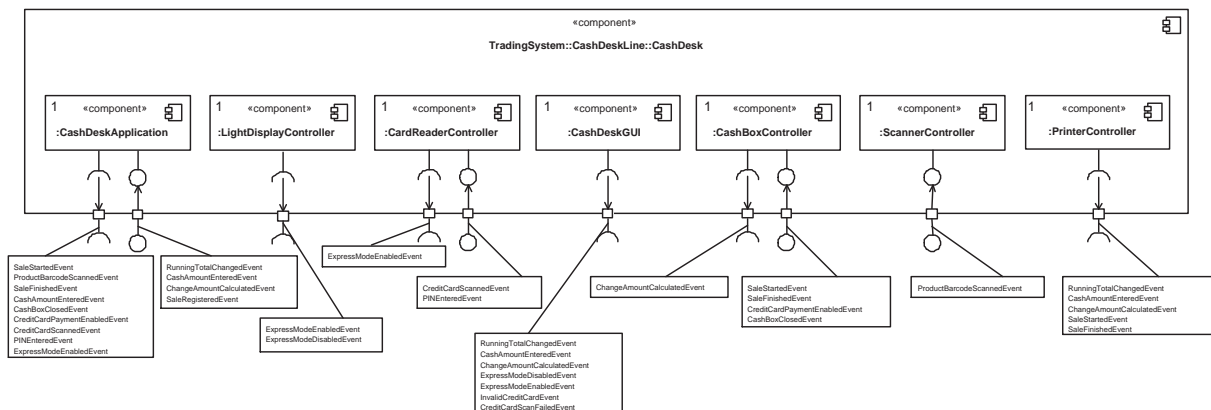 «component»
TradingSystem::CashDeskLine::CashDesk
1 «component»
:CashDeskApplication
1 «component»
:LightDisplayController
1 «component»
:CardReaderController
1 «component»
:CashDeskGUI
1 «component»
:CashBoxController
1 «component»
:ScannerController
1 «component»
:PrinterController
SaleStartedEvent
ProductBarcodeScannedEvent
SaleFinishedEvent
CashAmountEnteredEvent
CashBoxClosedEvent
CreditCardPaymentEnabledEvent
CreditCardScannedEvent
PINEnteredEvent
ExpressModeEnabledEvent
RunningTotalChangedEvent
CashAmountEnteredEvent
ChangeAmountCalculatedEvent
SaleRegisteredEvent
ExpressModeEnabledEvent
ExpressModeDisabledEvent
ExpressModeEnabledEvent
CreditCardScannedEvent
PINEnteredEvent
RunningTotalChangedEvent
CashAmountEnteredEvent
ChangeAmountCalculatedEvent
ExpressModeDisabledEvent
ExpressModeEnabledEvent
InvalidCreditCardEvent
CreditCardScanFailedEvent
ChangeAmountCalculatedEvent
SaleStartedEvent
SaleFinishedEvent
CreditCardPaymentEnabledEvent
CashBoxClosedEvent
ProductBarcodeScannedEvent
RunningTotalChangedEvent
CashAmountEnteredEvent
ChangeAmountCalculatedEvent
SaleStartedEvent
SaleFinishedEvent